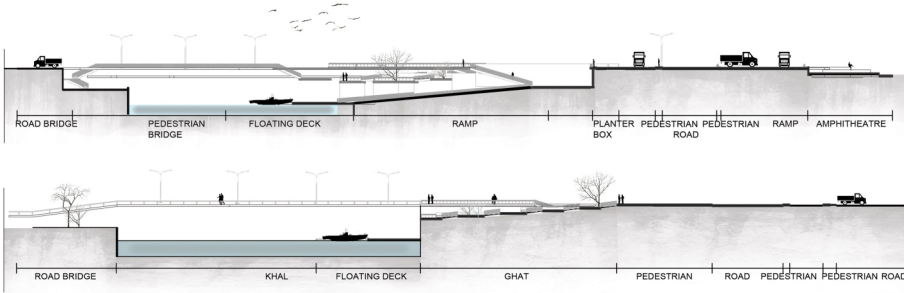 ROAD BRIDGE PEDESTRIAN BRIDGE FLOATING DECK RAMP PLANTER BOX PEDESTRIAN ROAD PEDESTRIAN RAMP AMPHITHEATRE
ROAD BRIDGE KHAL FLOATING DECK GHAT PEDESTRIAN ROAD PEDESTRIAN PEDESTRIAN ROAD